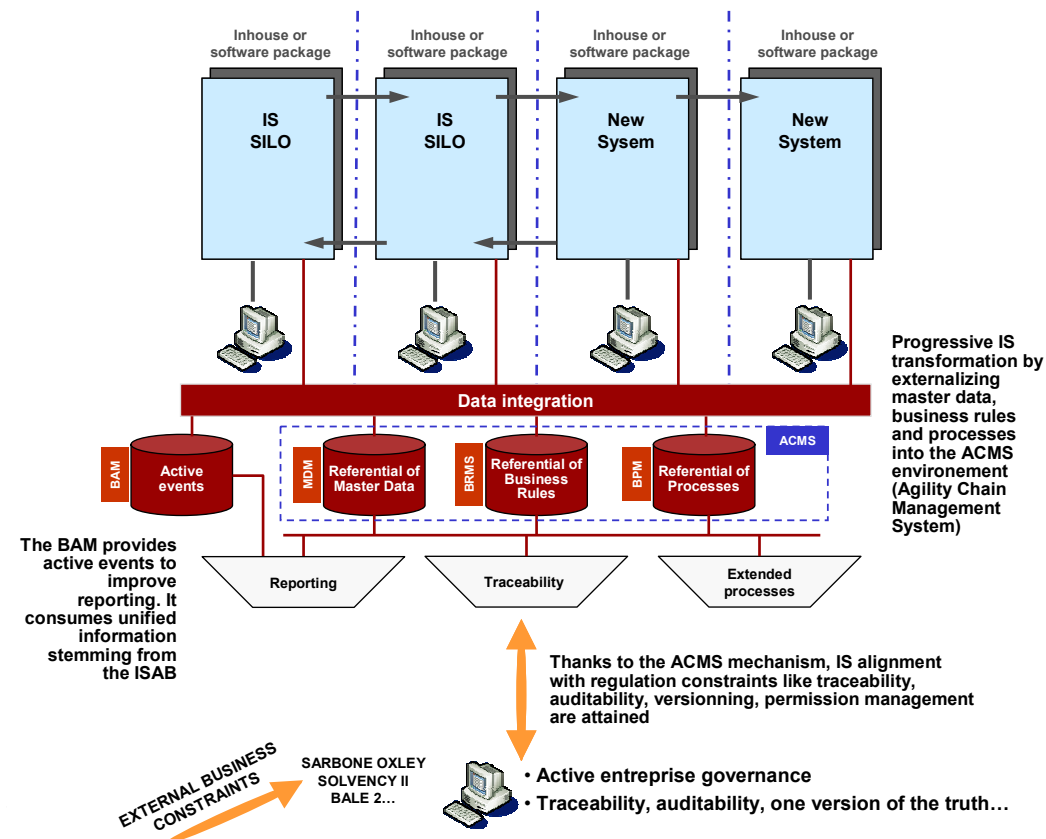 Inhouse or
software package
Inhouse or
software package
Inhouse or
software package
Inhouse or
software package
IS
SILO
IS
SILO
New
Sysem
New
System
Progressive IS
transformation by
externalizing
master data,
business rules
and processes
into the ACMS
environement
(Agility Chain
Management
System)
Data integration
ACMS
BAM
Active
events
MDM
Referential of
Master Data
BRMS
Referential of
Business
Rules
BPM
Referential of
Processes
The BAM provides
active events to
improve
reporting. It
consumes unified
information
stemming from
the ISAB
Reporting
Traceability
Extended
processes
Thanks to the ACMS mechanism, IS alignment
with regulation constraints like traceability,
auditability, versionning, permission management
are attained
EXTERNAL BUSINESS
CONSTRAINTS
SARBONE OXLEY
SOLVENCY II
BALE 2…
• Active entreprise governance
• Traceability, auditability, one version of the truth…